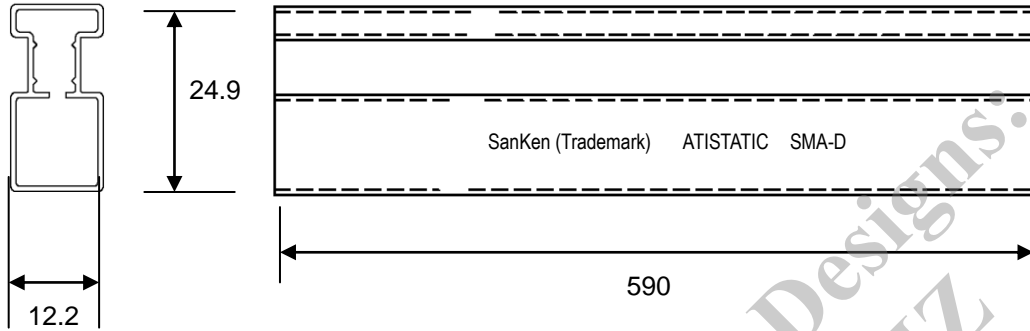 24.9
SanKen (Trademark) ATISTATIC SMA-D
590
12.2
Designs: